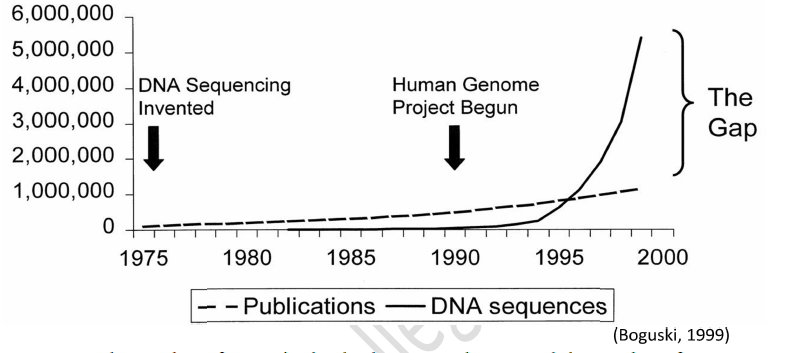 6,000,000
5,000,000
4,000,000
3,000,000
2,000,000
1,000,000
0
DNA Sequencing
Invented
Human Genome
Project Begun
The
Gap
1975 1980 1985 1990 1995 2000
Publications DNA sequences
(Boguski, 1999)